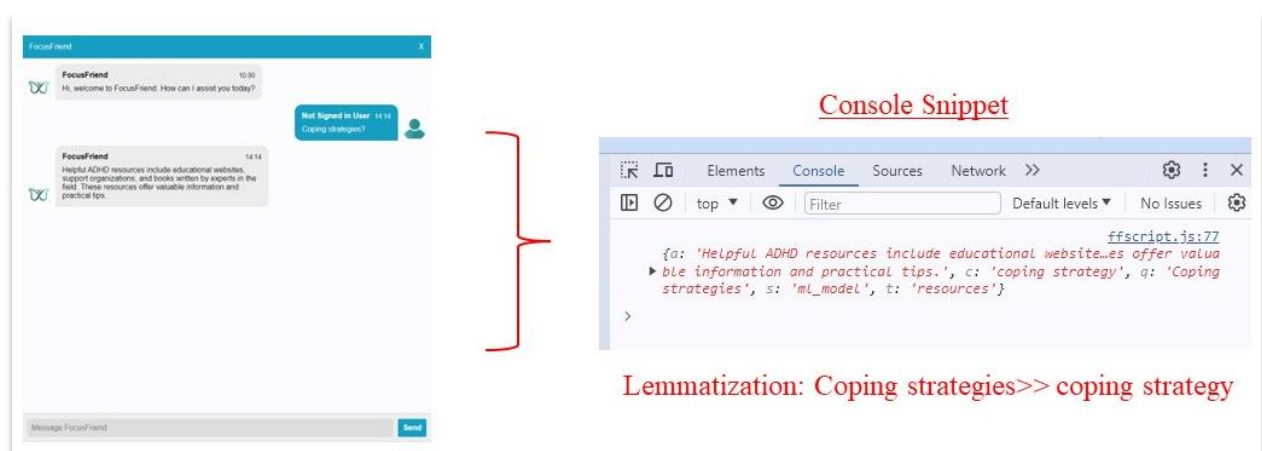 FocusFriend X
FocusFriend 10.00
Hi, welcome to FocusFriend. How can I assist you today?
Not Signed in User 14:14
Coping strategies?
FocusFriend 14:14
Helpful ADHD resources include educational websites,
support organizations, and books written by experts in the
field. These resources offer valuable information and
practical tips.
Message FocusFriend
Send
Console Snippet
Elements Console Sources Network >>
top Filter Default levels No Issues
ffscript.js:77
{a: 'Helpful ADHD resources include educational website…es offer valua
ble information and practical tips.', c: 'coping strategy', q: 'Coping
strategies', s: 'ml_model', t: 'resources'}
>
Lemmatization: Coping strategies>> coping strategy